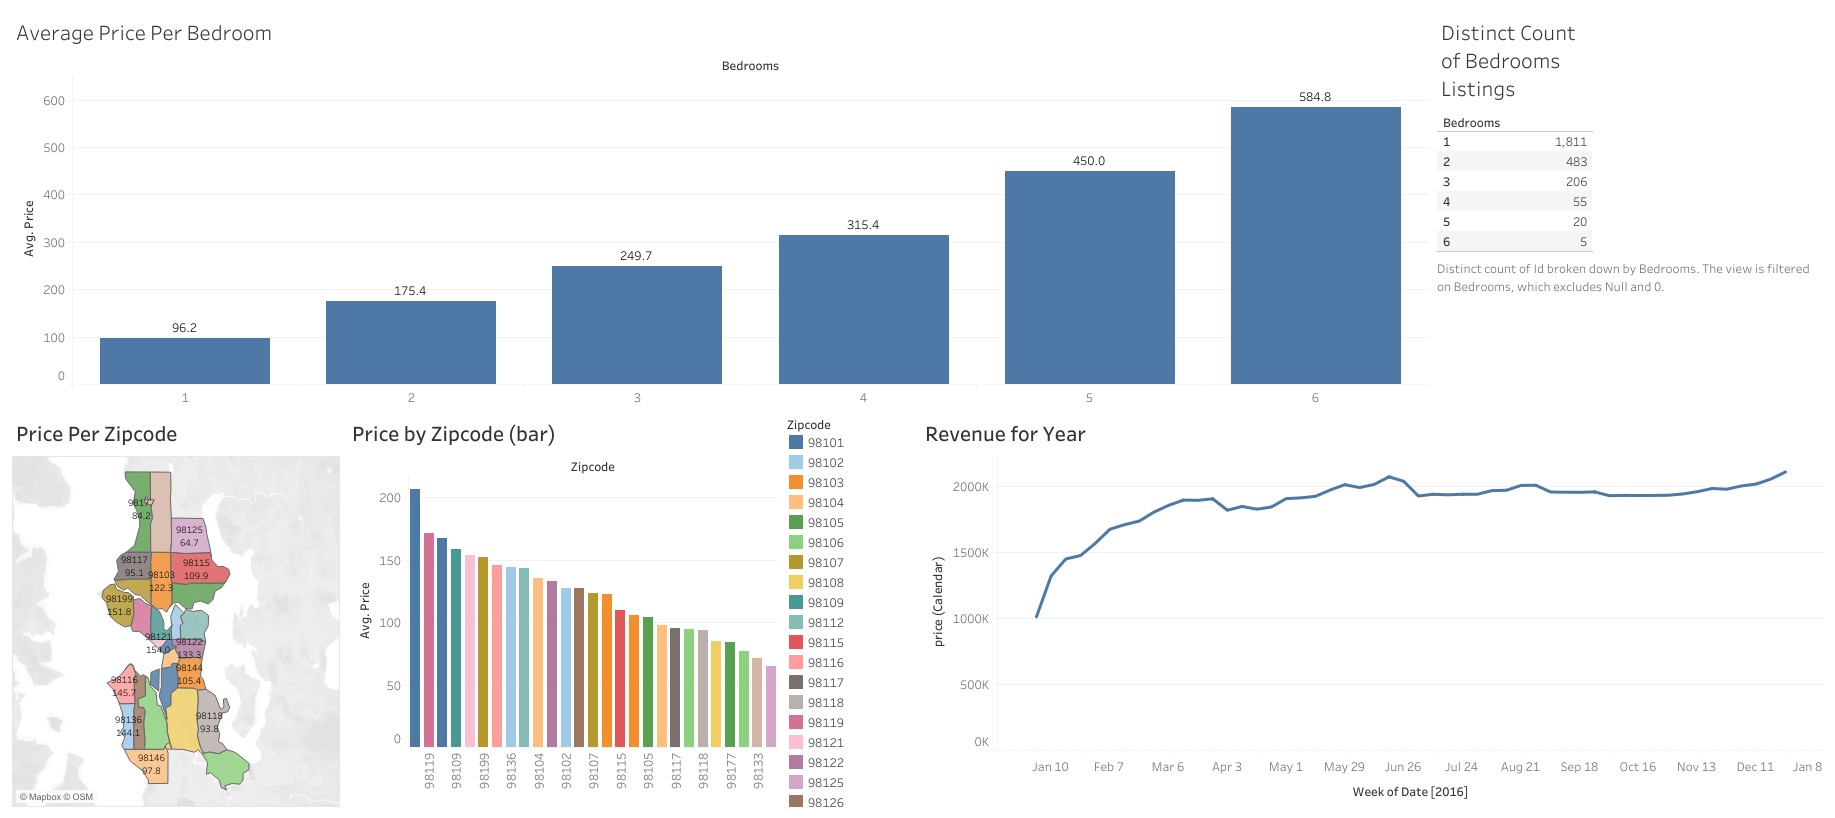 Average Price Per Bedroom
Bedrooms
Avg. Price
600
500
400
300
200
100
0
96.2
175.4
249.7
315.4
450.0
584.8
1
2
3
4
5
6
Distinct Count
of Bedrooms
Listings
Bedrooms
1 1,811
2 483
3 206
4 55
5 20
6 5
Distinct count of Id broken down by Bedrooms. The view is filtered
on Bedrooms, which excludes Null and 0.
Price Per Zipcode
98177
84.2
98125
64.7
98117
95.1
98103
122.3
98115
109.9
98199
151.8
98121
154.0
98122
133.3
98144
105.4
98116
145.7
98136
144.1
98118
93.8
98146
97.8
© Mapbox © OSM
Price by Zipcode (bar)
Zipcode
Avg. Price
200
150
100
50
0
98119
98109
98199
98136
98104
98102
98107
98115
98105
98117
98118
98177
98133
Zipcode
98101
98102
98103
98104
98105
98106
98107
98108
98109
98112
98115
98116
98117
98118
98119
98121
98122
98125
98126
Revenue for Year
price (Calendar)
2000K
1500K
1000K
500K
0K
Jan 10
Feb 7
Mar 6
Apr 3
May 1
May 29
Jun 26
Jul 24
Aug 21
Sep 18
Oct 16
Nov 13
Dec 11
Jan 8
Week of Date [2016]